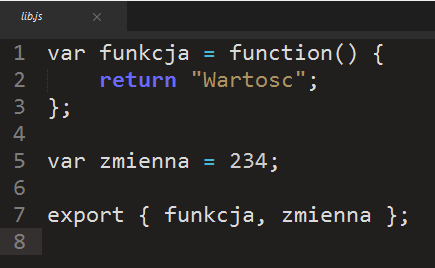 lib.js ×
1 var funkcja = function() {
2     return "Wartosc";
3 };
4
5 var zmienna = 234;
6
7 export { funkcja, zmienna };
8